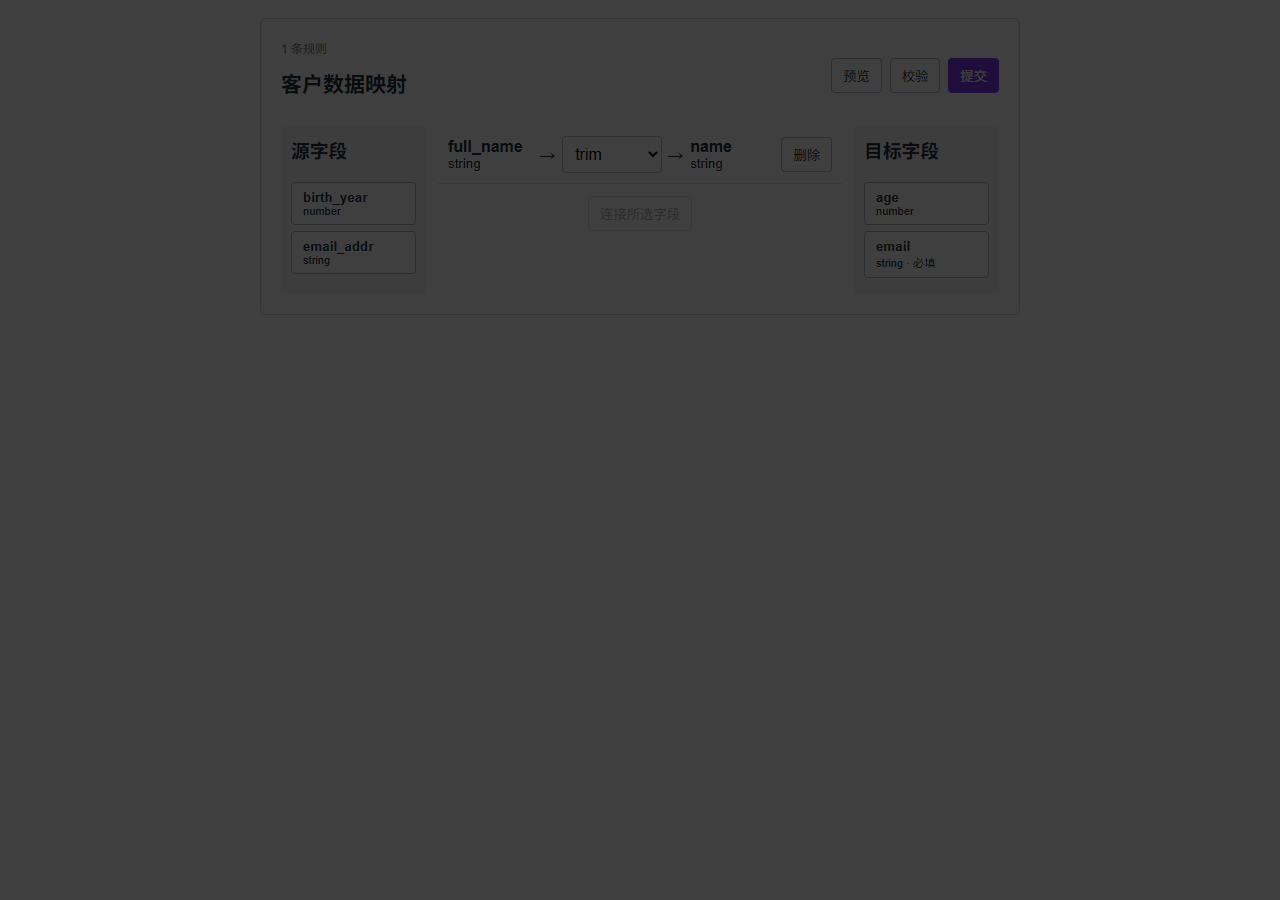 1 条规则
客户数据映射
预览
校验
提交
源字段
birth_year
number
email_addr
string
full_name
string
→
trim
→
name
string
删除
连接所选字段
目标字段
age
number
email
string · 必填